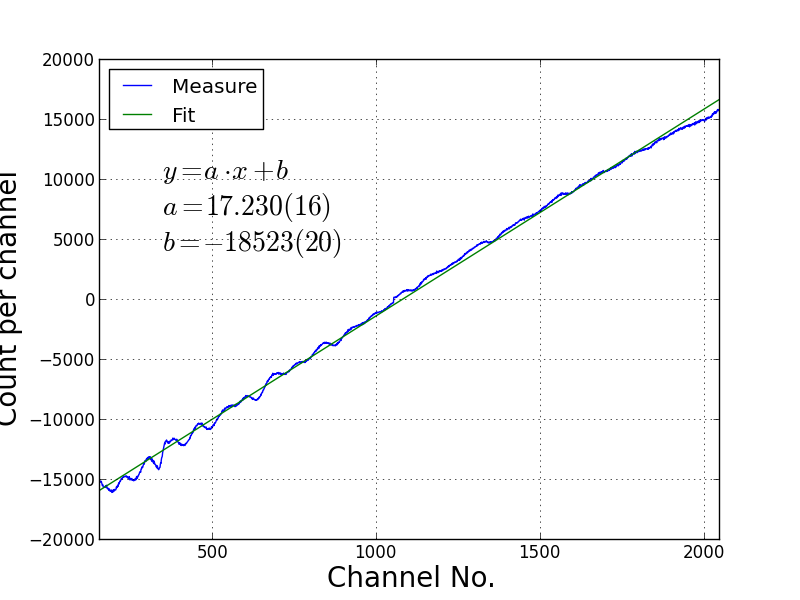 20000
15000
10000
5000
0
−5000
−10000
−15000
−20000
Count per channel
Measure
Fit
y = a · x + b
a = 17.230(16)
b = −18523(20)
500
1000
1500
2000
Channel No.